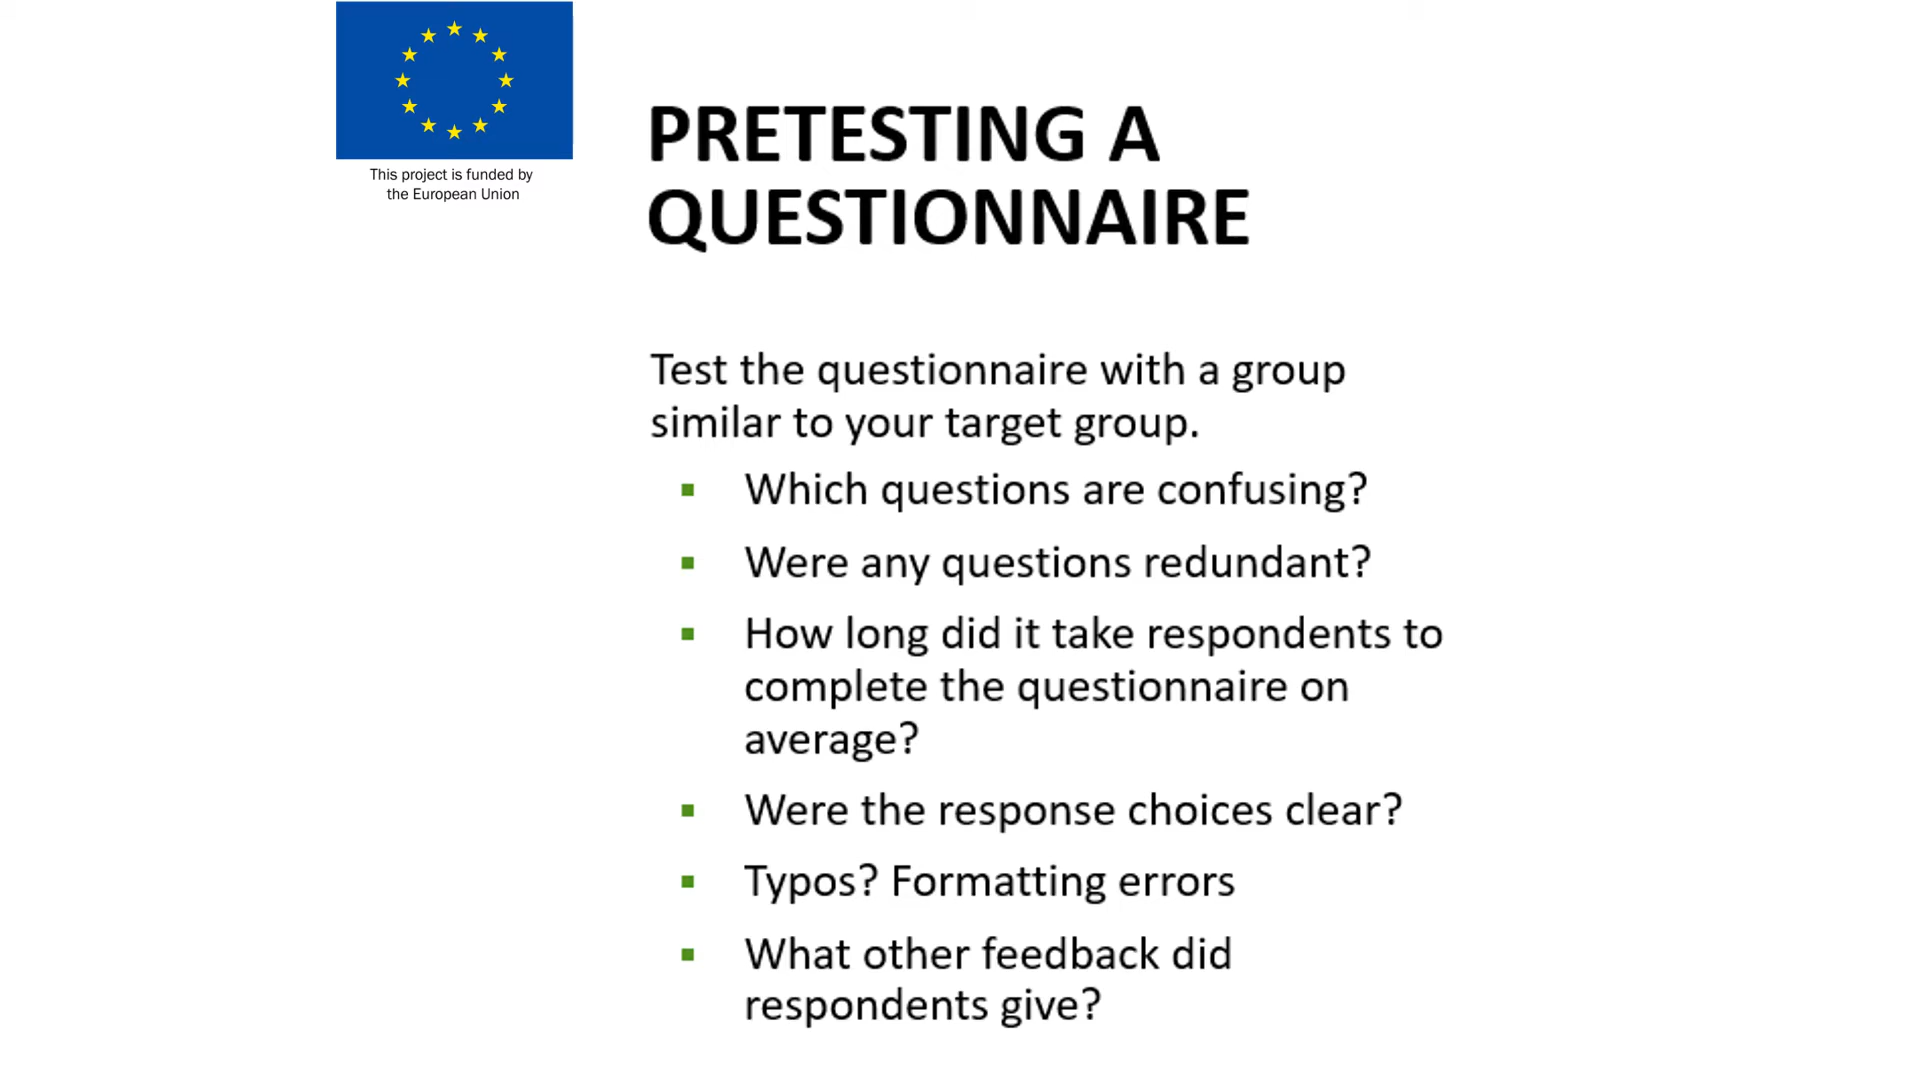 This project is funded by
the European Union
PRETESTING A
QUESTIONNAIRE
Test the questionnaire with a group
similar to your target group.
▪ Which questions are confusing?
▪ Were any questions redundant?
▪ How long did it take respondents to
complete the questionnaire on
average?
▪ Were the response choices clear?
▪ Typos? Formatting errors
▪ What other feedback did
respondents give?